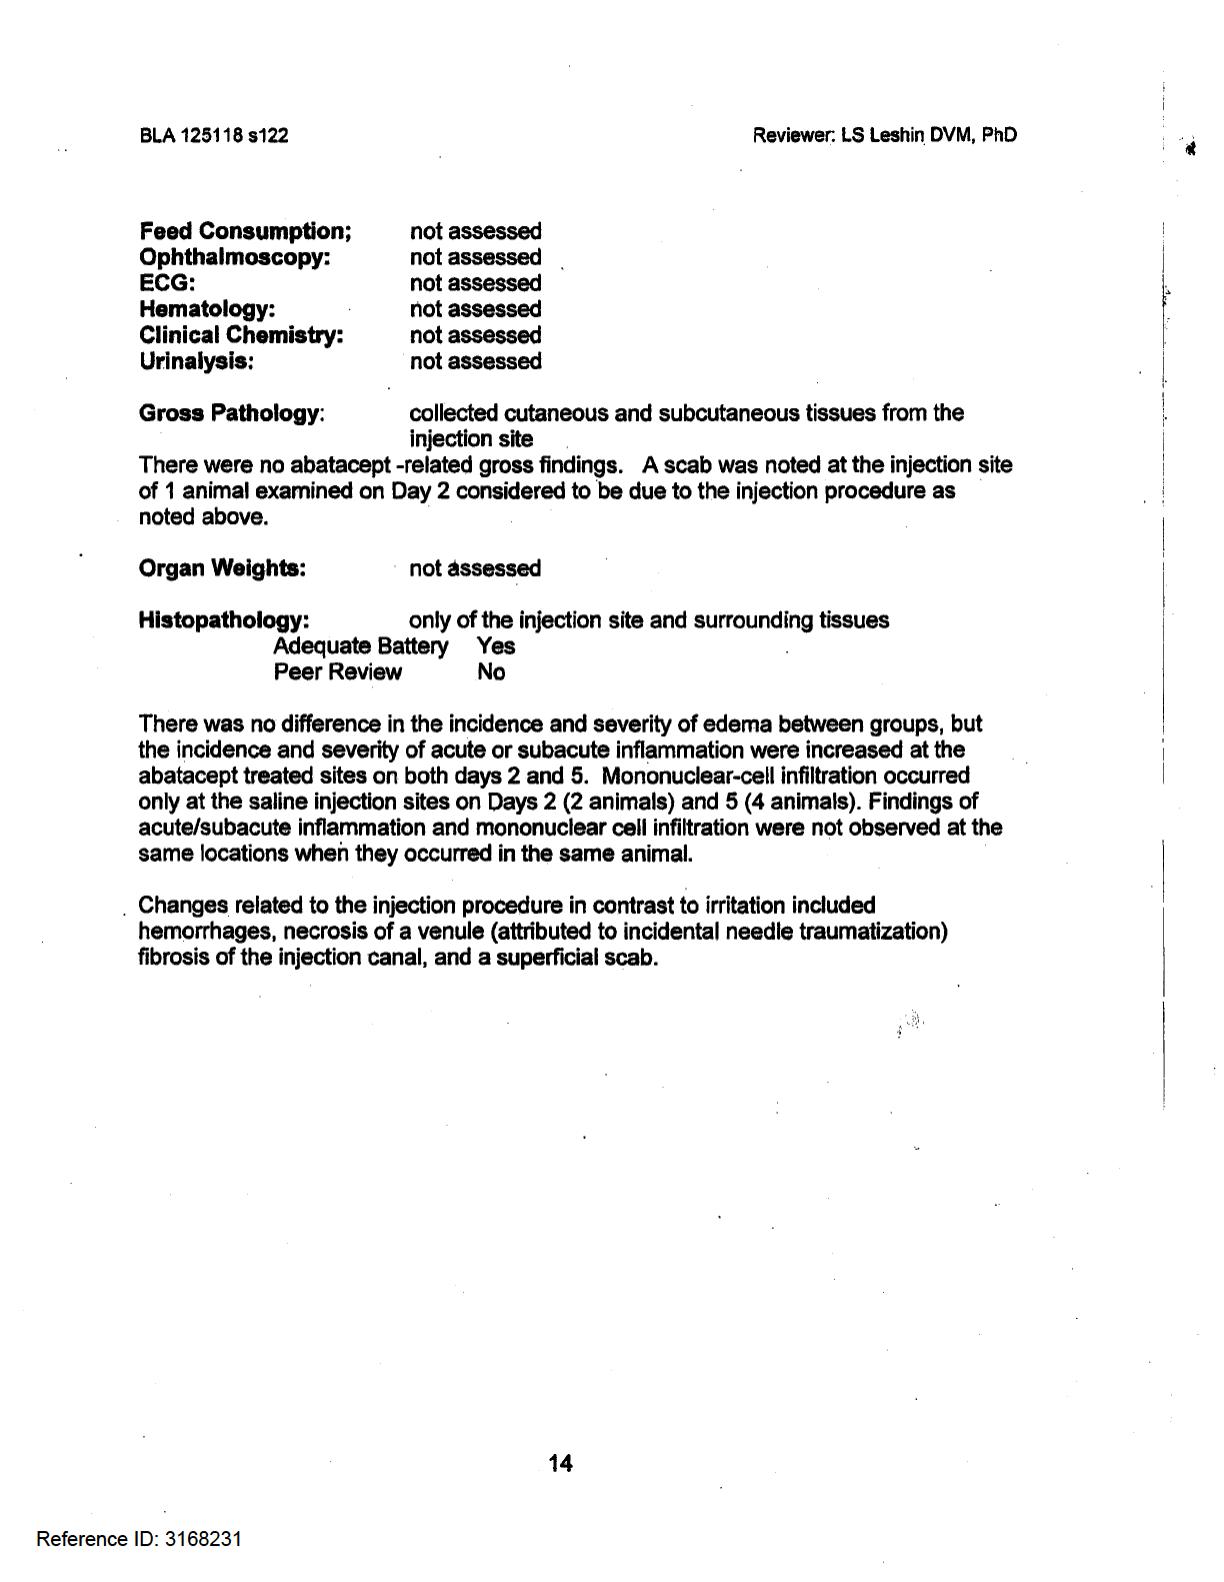 BLA 125118 s122 Reviewer: LS Leshin DVM, PhD
Feed Consumption; not assessed
Ophthalmoscopy: not assessed
ECG: not assessed
Hematology: not assessed
Clinical Chemistry: not assessed
Urinalysis: not assessed
Gross Pathology: collected cutaneous and subcutaneous tissues from the
injection site
There were no abatacept -related gross findings. A scab was noted at the injection site
of 1 animal examined on Day 2 considered to be due to the injection procedure as
noted above.
Organ Weights: not assessed
Histopathology: only of the injection site and surrounding tissues
Adequate Battery Yes
Peer Review No
There was no difference in the incidence and severity of edema between groups, but
the incidence and severity of acute or subacute inflammation were increased at the
abatacept treated sites on both days 2 and 5. Mononuclear-cell infiltration occurred
only at the saline injection sites on Days 2 (2 animals) and 5 (4 animals). Findings of
acute/subacute inflammation and mononuclear cell infiltration were not observed at the
same locations when they occurred in the same animal.
Changes related to the injection procedure in contrast to irritation included
hemorrhages, necrosis of a venule (attributed to incidental needle traumatization)
fibrosis of the injection canal, and a superficial scab.
14
Reference ID: 3168231